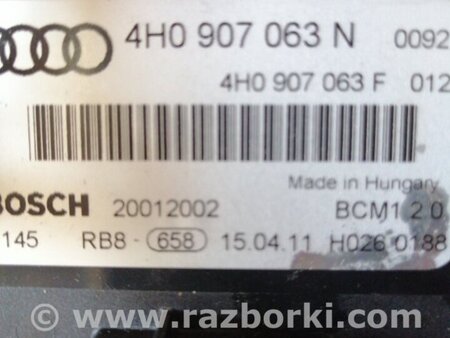 4H0 907 063 N 0092
4H0 907 063 F 012
Made in Hungary
BOSCH 20012002 BCM1 2.0
145 RB8 - 658 15.04.11 H026 0188
© www.razborki.com